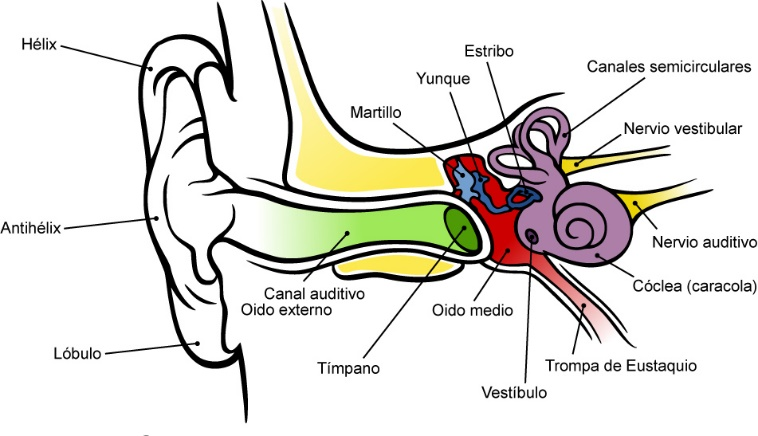 Hélix
Estribo
Yunque
Canales semicirculares
Martillo
Nervio vestibular
Antihélix
Nervio auditivo
Cóclea (caracola)
Canal auditivo
Oido externo
Oido medio
Lóbulo
Tímpano
Trompa de Eustaquio
Vestíbulo